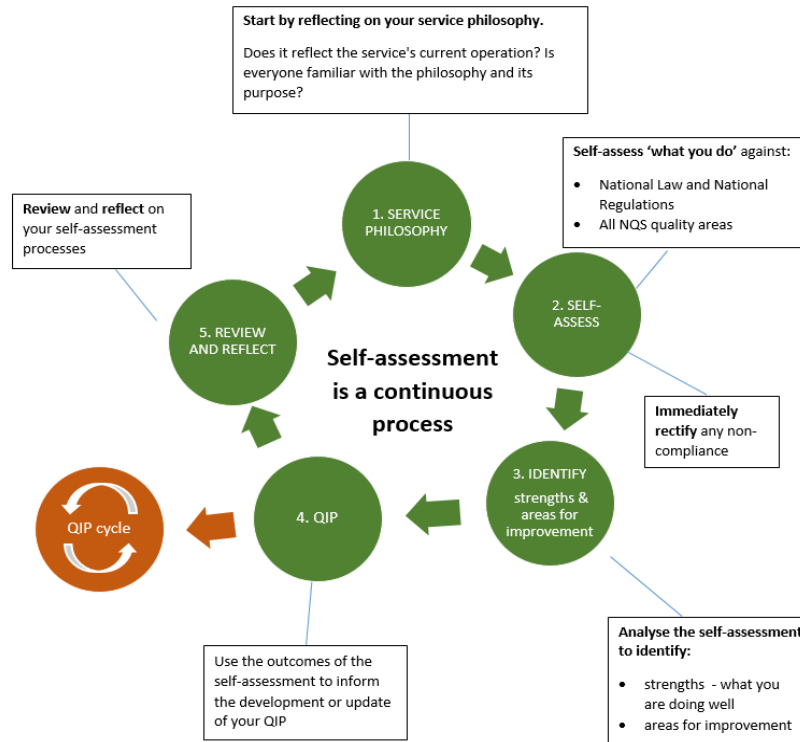 Start by reflecting on your service philosophy.
Does it reflect the service's current operation? Is
everyone familiar with the philosophy and its
purpose?
Self-assess ‘what you do’ against:
• National Law and National
Regulations
• All NQS quality areas
Review and reflect on
your self-assessment
processes
1. SERVICE
PHILOSOPHY
2. SELF-
ASSESS
5. REVIEW
AND REFLECT
Self-assessment
is a continuous
process
Immediately
rectify any non-
compliance
3. IDENTIFY
strengths &
areas for
improvement
4. QIP
QIP cycle
Use the outcomes of the
self-assessment to inform
the development or update
of your QIP
Analyse the self-assessment
to identify:
• strengths - what you
are doing well
• areas for improvement